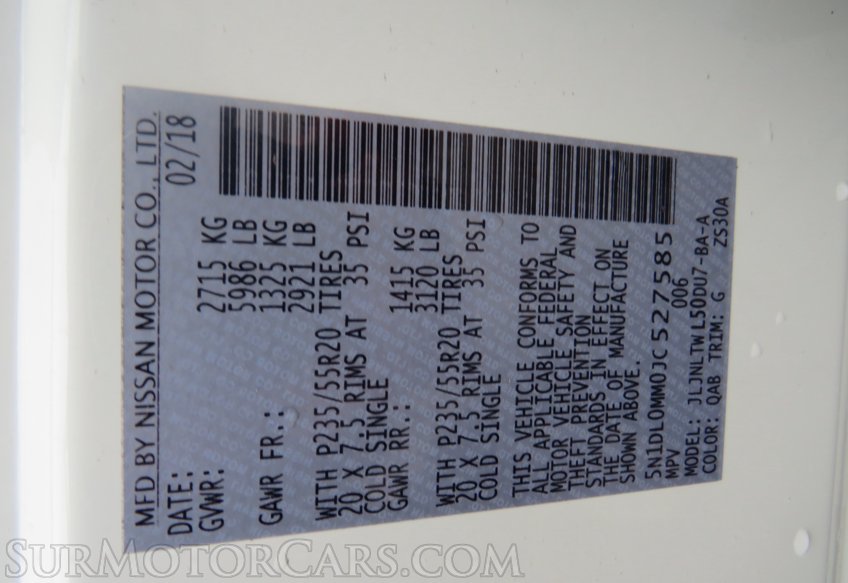 MFD BY NISSAN MOTOR CO., LTD.
DATE: 02/18
GVWR: 2715 KG
5986 LB
GAWR FR.: 1325 KG
2921 LB
WITH P235/55R20 TIRES
20 X 7.5 RIMS AT 35 PSI
COLD SINGLE
GAWR RR.: 1415 KG
3120 LB
WITH P235/55R20 TIRES
20 X 7.5 RIMS AT 35 PSI
COLD SINGLE
THIS VEHICLE CONFORMS TO
ALL APPLICABLE FEDERAL
MOTOR VEHICLE SAFETY AND
THEFT PREVENTION
STANDARDS IN EFFECT ON
THE DATE OF MANUFACTURE
SHOWN ABOVE.
5N1DL0MM0JC527585
MPV 006
MODEL: JLJNLTWL50DU7-BA-A
COLOR: QAB TRIM: G ZS30A
SURMOTORCARS.COM